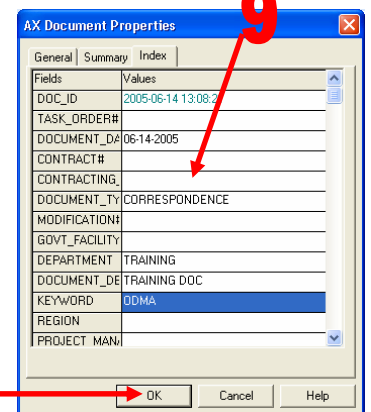 9
AX Document Properties
General Summary Index
Fields Values
DOC_ID 2005-06-14 13:08:2
TASK_ORDER#
DOCUMENT_DA 06-14-2005
CONTRACT#
CONTRACTING_
DOCUMENT_TY CORRESPONDENCE
MODIFICATION#
GOVT_FACILITY
DEPARTMENT TRAINING
DOCUMENT_DE TRAINING DOC
KEYWORD ODMA
REGION
PROJECT_MAN
OK Cancel Help